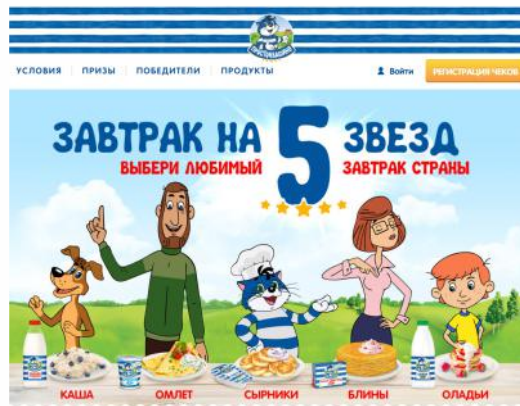 ПРОСТОКВАШИНО
УСЛОВИЯ ПРИЗЫ ПОБЕДИТЕЛИ ПРОДУКТЫ Войти РЕГИСТРАЦИЯ ЧЕКОВ
ЗАВТРАК НА 5 ЗВЕЗД
ВЫБЕРИ ЛЮБИМЫЙ ЗАВТРАК СТРАНЫ
КАША ОМЛЕТ СЫРНИКИ БЛИНЫ ОЛАДЬИ